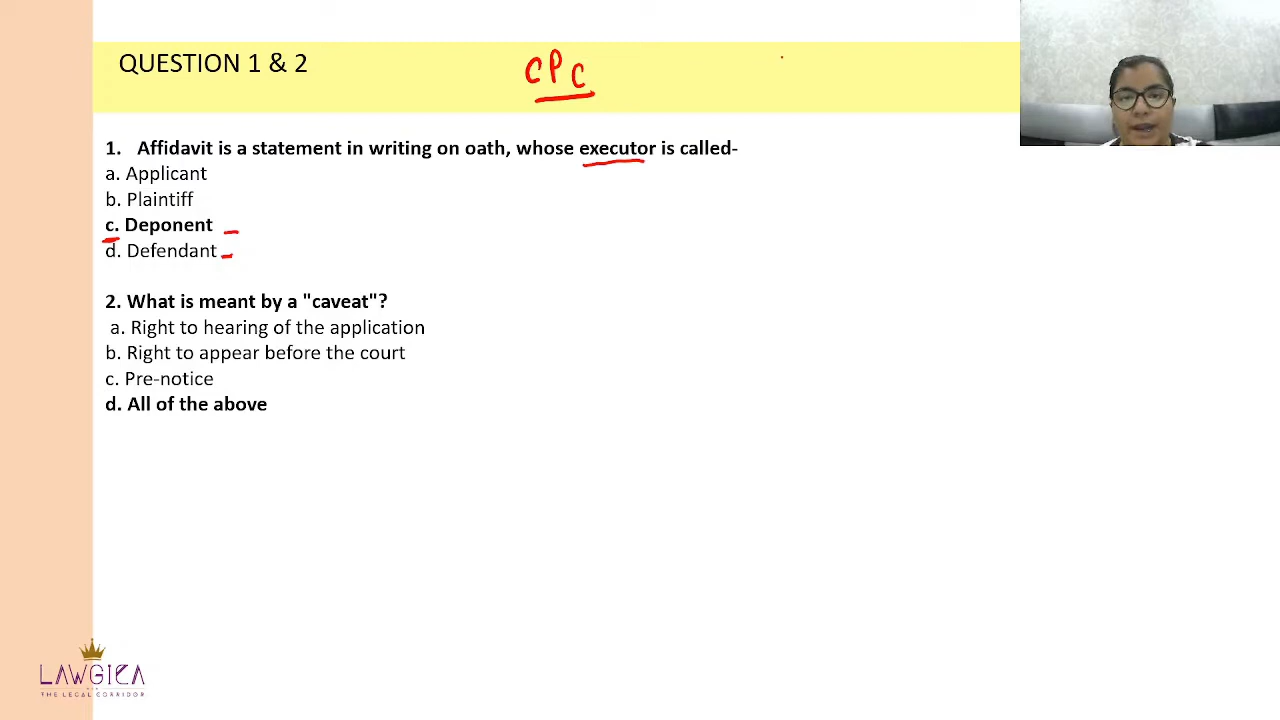 QUESTION 1 & 2
CPC
1. Affidavit is a statement in writing on oath, whose executor is called-
a. Applicant
b. Plaintiff
c. Deponent
d. Defendant
2. What is meant by a "caveat"?
a. Right to hearing of the application
b. Right to appear before the court
c. Pre-notice
d. All of the above
LAWGICA
THE LEGAL CORRIDOR